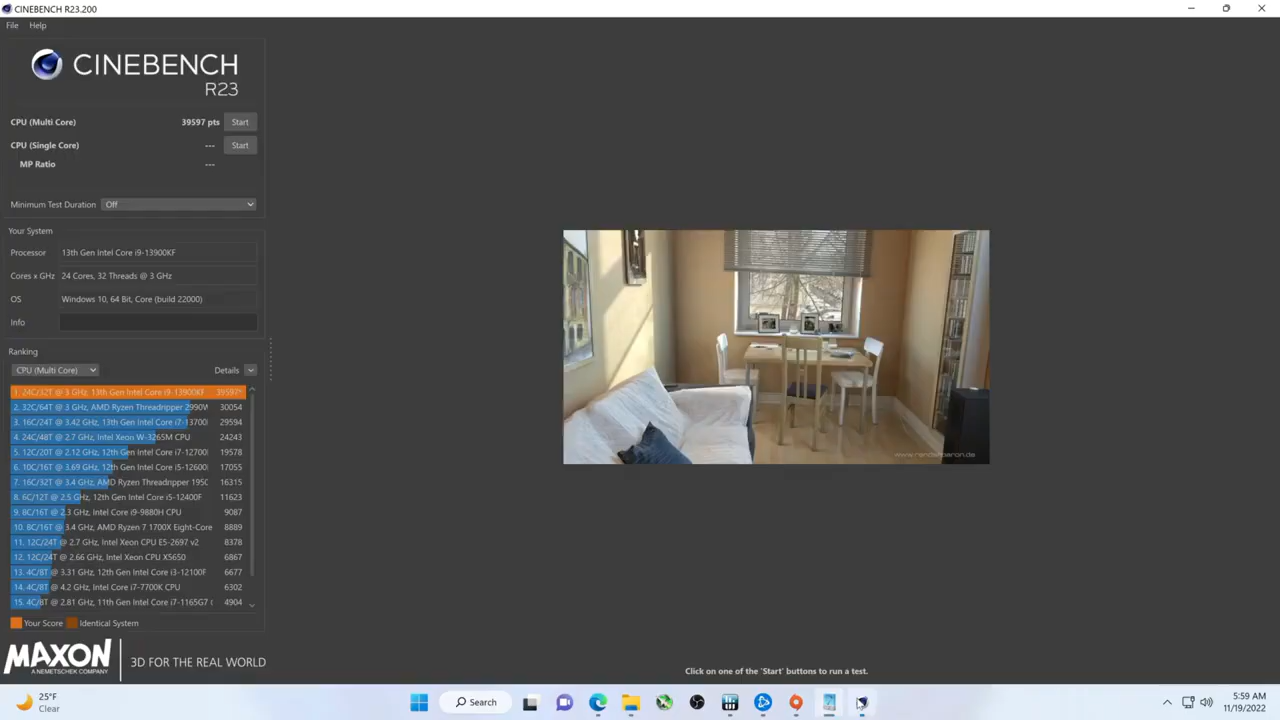 CINEBENCH R23.200
File Help
CINEBENCH
R23
CPU (Multi Core) 39597 pts Start
CPU (Single Core) --- Start
MP Ratio ---
Minimum Test Duration Off
Your System
Processor 13th Gen Intel Core i9-13900KF
Cores x GHz 24 Cores, 32 Threads @ 3 GHz
OS Windows 10, 64 Bit, Core (build 22000)
Info
Ranking
CPU (Multi Core) Details
1. 24C/32T @ 3 GHz, 13th Gen Intel Core i9-13900KF 39597*
2. 32C/64T @ 3 GHz, AMD Ryzen Threadripper 2990W 30054
3. 16C/24T @ 3.42 GHz, 13th Gen Intel Core i7-13700 29594
4. 24C/48T @ 2.7 GHz, Intel Xeon W-3265M CPU 24243
5. 12C/20T @ 2.12 GHz, 12th Gen Intel Core i7-12700 19578
6. 10C/16T @ 3.69 GHz, 12th Gen Intel Core i5-12600 17055
7. 16C/32T @ 3.4 GHz, AMD Ryzen Threadripper 1950 16315
8. 6C/12T @ 2.5 GHz, 12th Gen Intel Core i5-12400F 11623
9. 8C/16T @ 2.3 GHz, Intel Core i9-9880H CPU 9087
10. 8C/16T @ 3.4 GHz, AMD Ryzen 7 1700X Eight-Core 8889
11. 12C/24T @ 2.7 GHz, Intel Xeon CPU E5-2697 v2 8378
12. 12C/24T @ 2.66 GHz, Intel Xeon CPU X5650 6867
13. 4C/8T @ 3.31 GHz, 12th Gen Intel Core i3-12100F 6677
14. 4C/8T @ 4.2 GHz, Intel Core i7-7700K CPU 6302
15. 4C/8T @ 2.81 GHz, 11th Gen Intel Core i7-1165G7 4904
Your Score Identical System
MAXON
A NEMETSCHEK COMPANY
3D FOR THE REAL WORLD
www.renderbaron.de
Click on one of the 'Start' buttons to run a test.
25°F
Clear
Search
5:59 AM
11/19/2022